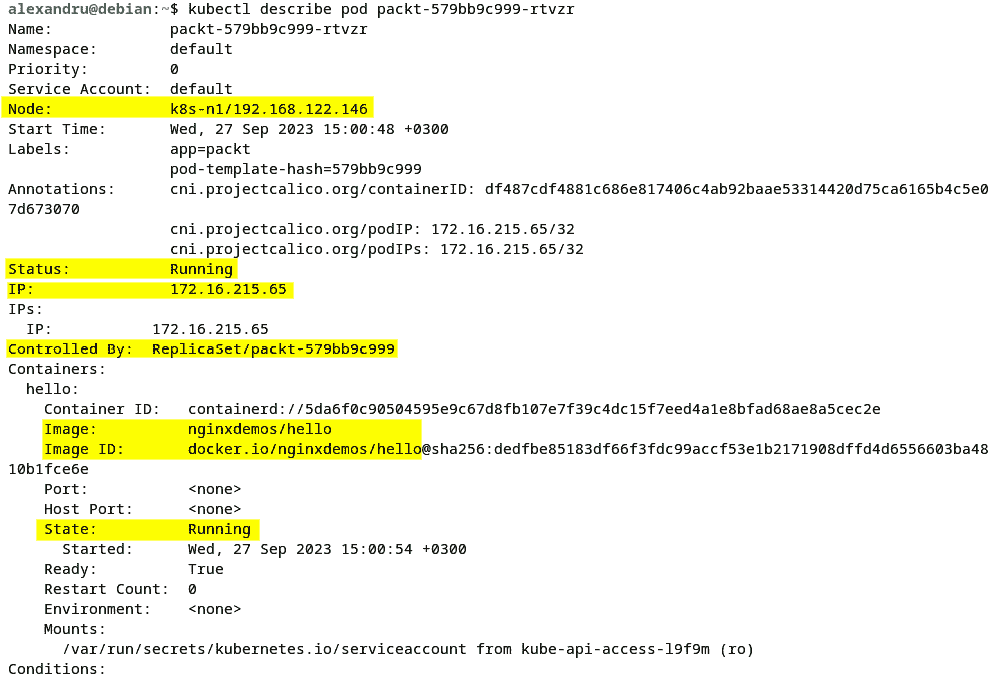 alexandru@debian:~$ kubectl describe pod packt-579bb9c999-rtvzr
Name:             packt-579bb9c999-rtvzr
Namespace:        default
Priority:         0
Service Account:  default
Node:             k8s-n1/192.168.122.146
Start Time:       Wed, 27 Sep 2023 15:00:48 +0300
Labels:           app=packt
                  pod-template-hash=579bb9c999
Annotations:      cni.projectcalico.org/containerID: df487cdf4881c686e817406c4ab92baae53314420d75ca6165b4c5e0
7d673070
                  cni.projectcalico.org/podIP: 172.16.215.65/32
                  cni.projectcalico.org/podIPs: 172.16.215.65/32
Status:           Running
IP:               172.16.215.65
IPs:
  IP:           172.16.215.65
Controlled By:  ReplicaSet/packt-579bb9c999
Containers:
  hello:
    Container ID:   containerd://5da6f0c90504595e9c67d8fb107e7f39c4dc15f7eed4a1e8bfad68ae8a5cec2e
    Image:          nginxdemos/hello
    Image ID:       docker.io/nginxdemos/hello@sha256:dedfbe85183df66f3fdc99accf53e1b2171908dffd4d6556603ba48
10b1fce6e
    Port:           <none>
    Host Port:      <none>
    State:          Running
      Started:      Wed, 27 Sep 2023 15:00:54 +0300
    Ready:          True
    Restart Count:  0
    Environment:    <none>
    Mounts:
      /var/run/secrets/kubernetes.io/serviceaccount from kube-api-access-l9f9m (ro)
Conditions: